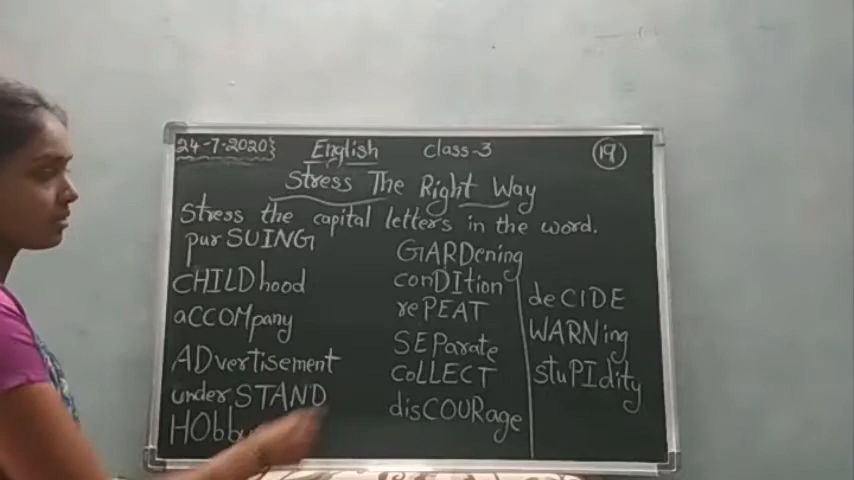 24-7-2020 English Class-3 19
Stress The Right Way
Stress the capital letters in the word.
purSUING
CHILDhood
aCCOMpany
ADvertisement
underSTAND
GARDening
conDItion
rePEAT
SEParate
coLLECT
disCOURage
deCIDE
WARNing
stuPIdity